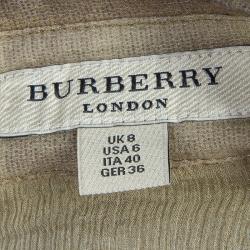 BURBERRY
LONDON
UK 8
USA 6
ITA 40
GER 36